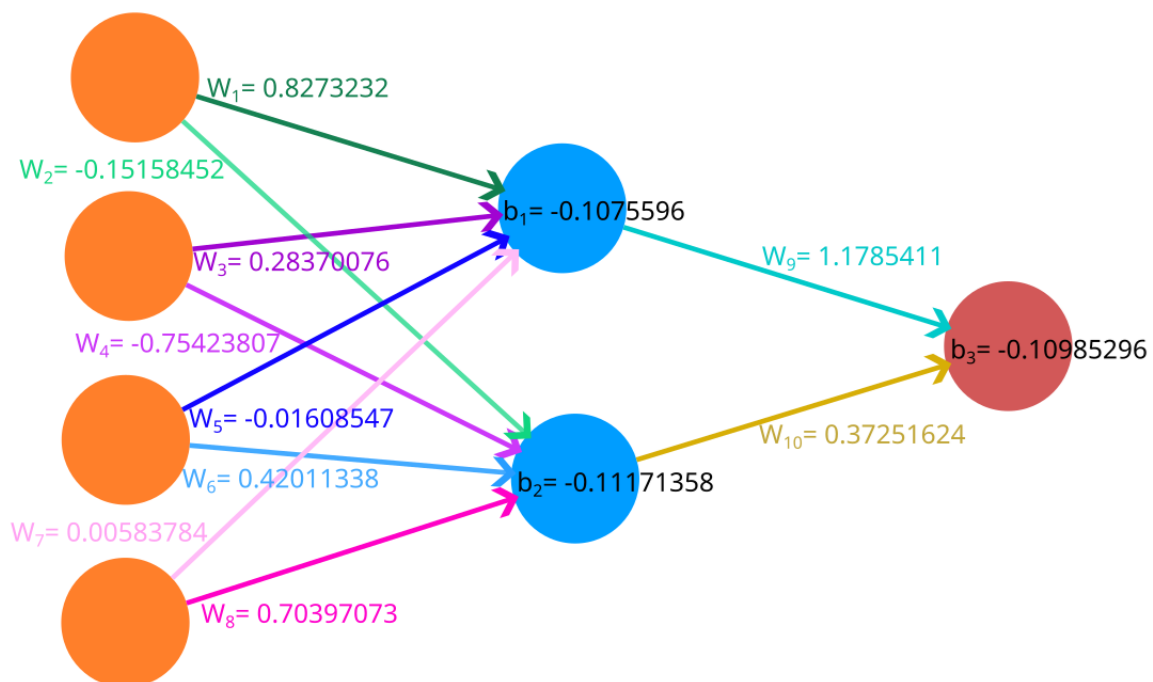 W₁= 0.8273232
W₂= -0.15158452
b₁= -0.1075596
W₃= 0.28370076
W₉= 1.1785411
W₄= -0.75423807
b₃= -0.10985296
W₅= -0.01608547
W₁₀= 0.37251624
W₆= 0.42011338
b₂= -0.11171358
W₇= 0.00583784
W₈= 0.70397073